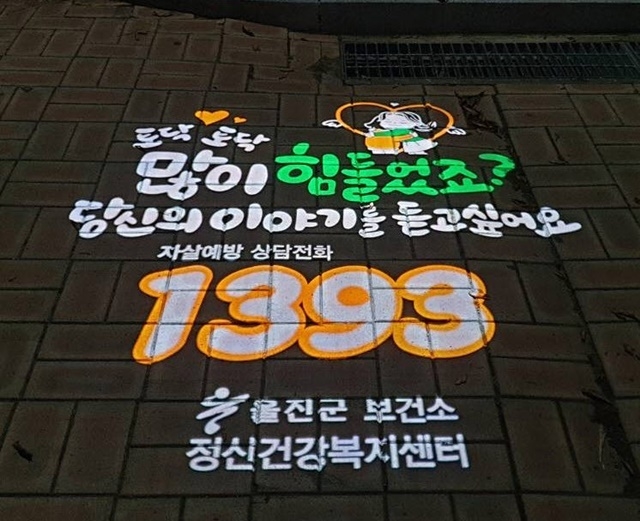 토닥 토닥
많이 힘들었죠?
당신의 이야기를 듣고싶어요
자살예방 상담전화
1393
울진군 보건소
정신건강복지센터